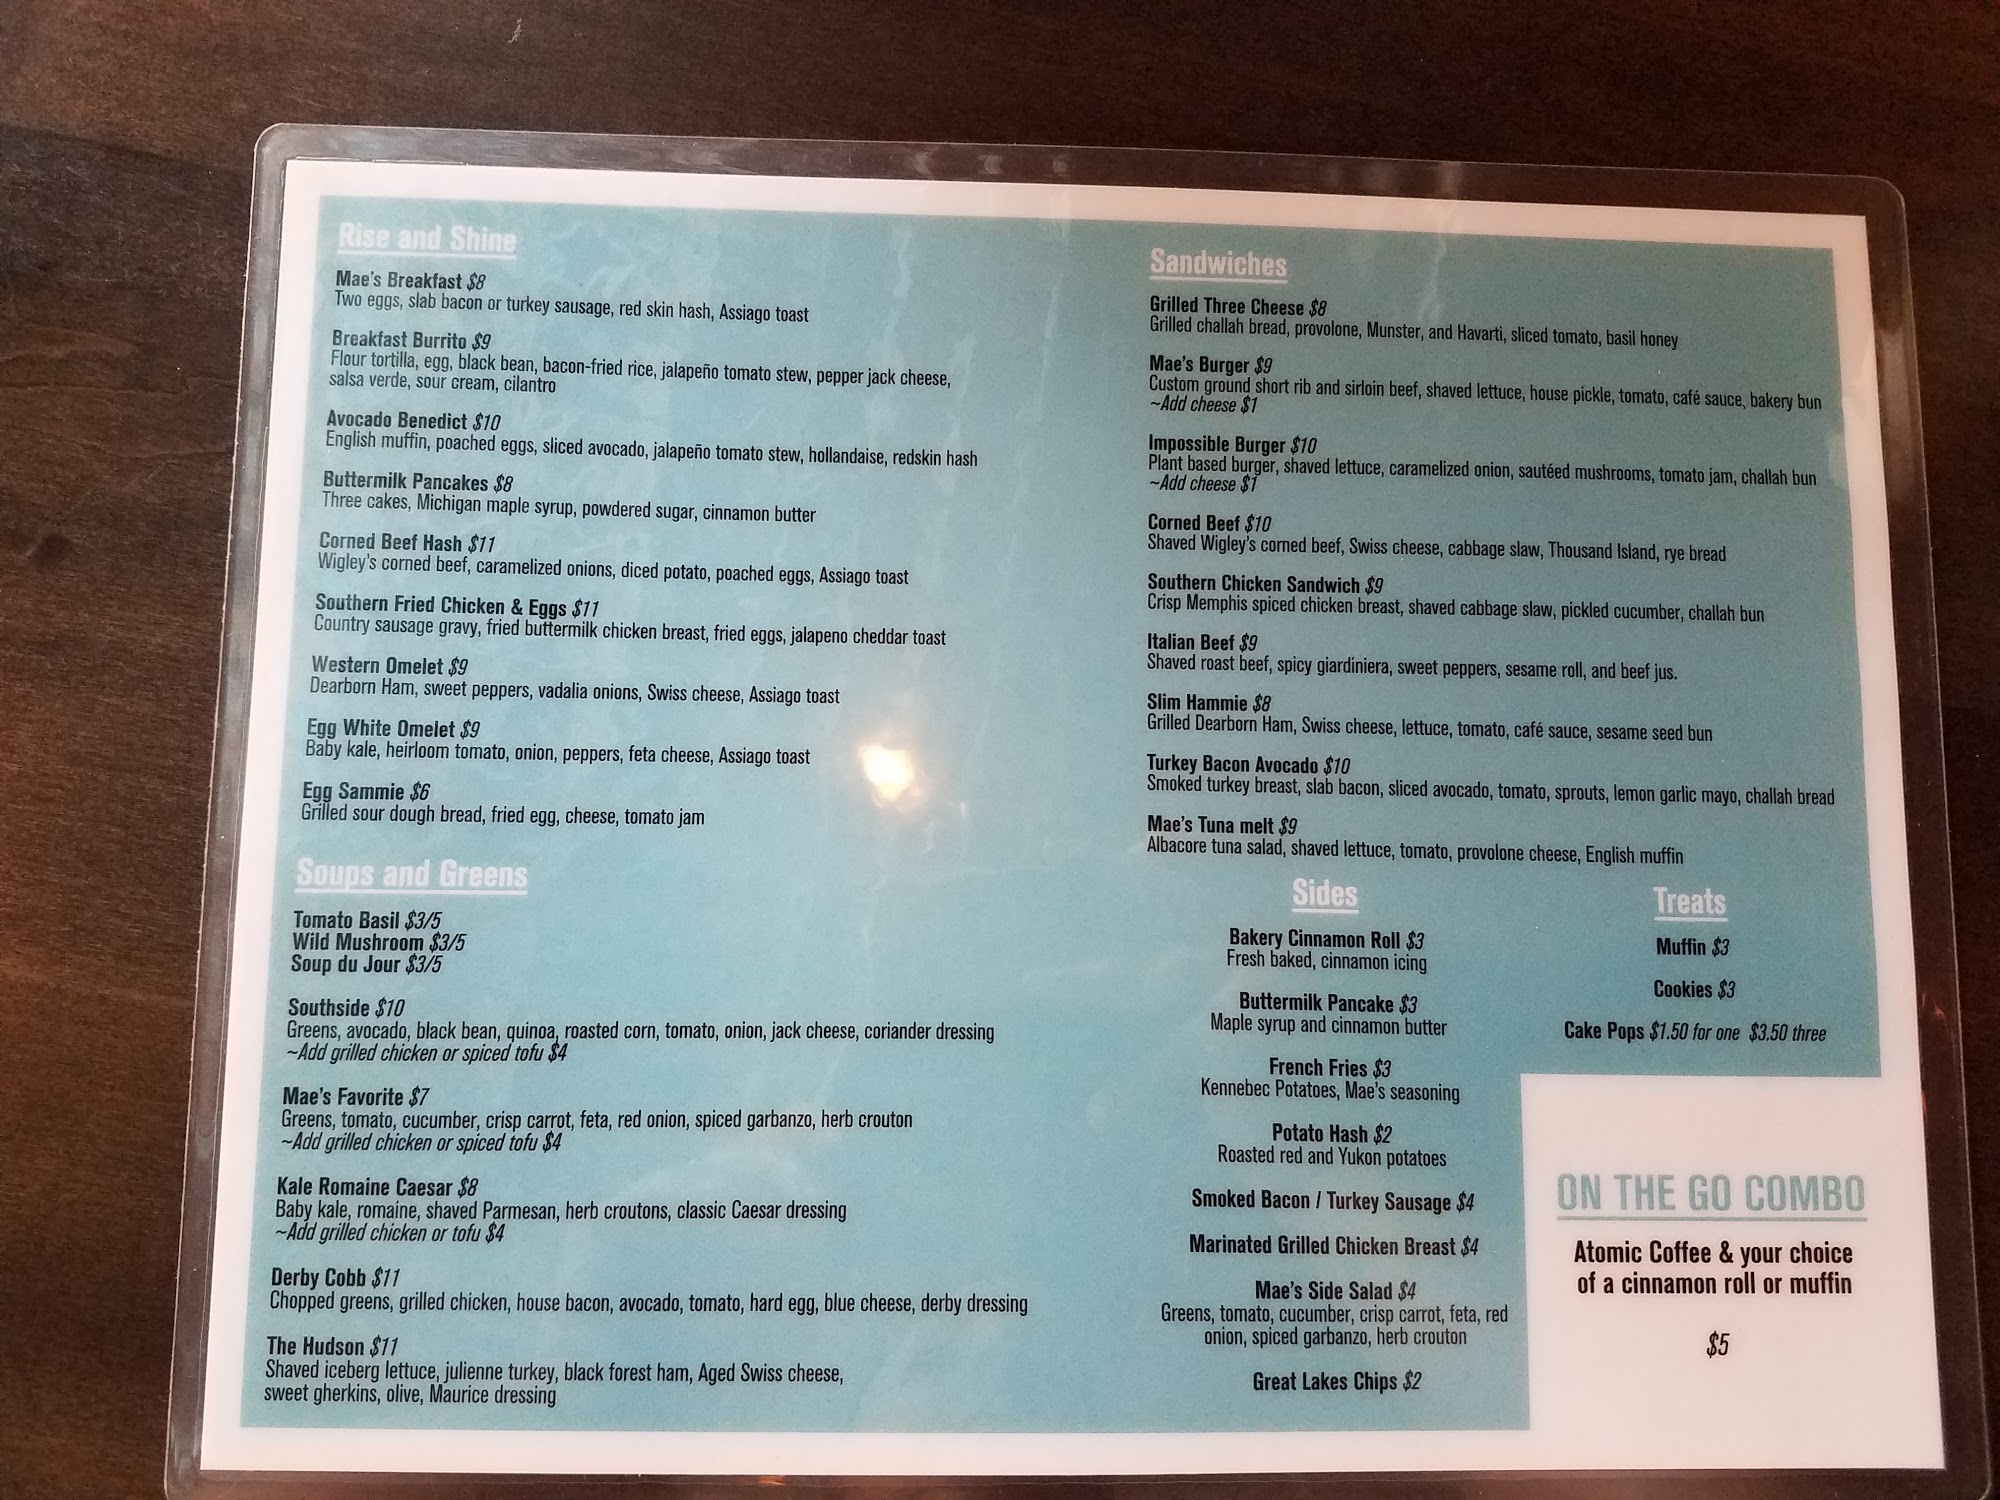 Rise and Shine
Mae's Breakfast $8
Two eggs, slab bacon or turkey sausage, red skin hash, Assiago toast
Breakfast Burrito $9
Flour tortilla, egg, black bean, bacon-fried rice, jalapeño tomato stew, pepper jack cheese,
salsa verde, sour cream, cilantro
Avocado Benedict $10
English muffin, poached eggs, sliced avocado, jalapeño tomato stew, hollandaise, redskin hash
Buttermilk Pancakes $8
Three cakes, Michigan maple syrup, powdered sugar, cinnamon butter
Corned Beef Hash $11
Wigley's corned beef, caramelized onions, diced potato, poached eggs, Assiago toast
Southern Fried Chicken & Eggs $11
Country sausage gravy, fried buttermilk chicken breast, fried eggs, jalapeno cheddar toast
Western Omelet $9
Dearborn Ham, sweet peppers, vadalia onions, Swiss cheese, Assiago toast
Egg White Omelet $9
Baby kale, heirloom tomato, onion, peppers, feta cheese, Assiago toast
Egg Sammie $6
Grilled sour dough bread, fried egg, cheese, tomato jam
Soups and Greens
Tomato Basil $3/5
Wild Mushroom $3/5
Soup du Jour $3/5
Southside $10
Greens, avocado, black bean, quinoa, roasted corn, tomato, onion, jack cheese, coriander dressing
~Add grilled chicken or spiced tofu $4
Mae's Favorite $7
Greens, tomato, cucumber, crisp carrot, feta, red onion, spiced garbanzo, herb crouton
~Add grilled chicken or spiced tofu $4
Kale Romaine Caesar $8
Baby kale, romaine, shaved Parmesan, herb croutons, classic Caesar dressing
~Add grilled chicken or tofu $4
Derby Cobb $11
Chopped greens, grilled chicken, house bacon, avocado, tomato, hard egg, blue cheese, derby dressing
The Hudson $11
Shaved iceberg lettuce, julienne turkey, black forest ham, Aged Swiss cheese,
sweet gherkins, olive, Maurice dressing
Sandwiches
Grilled Three Cheese $8
Grilled challah bread, provolone, Munster, and Havarti, sliced tomato, basil honey
Mae's Burger $9
Custom ground short rib and sirloin beef, shaved lettuce, house pickle, tomato, café sauce, bakery bun
~Add cheese $1
Impossible Burger $10
Plant based burger, shaved lettuce, caramelized onion, sautéed mushrooms, tomato jam, challah bun
~Add cheese $1
Corned Beef $10
Shaved Wigley's corned beef, Swiss cheese, cabbage slaw, Thousand Island, rye bread
Southern Chicken Sandwich $9
Crisp Memphis spiced chicken breast, shaved cabbage slaw, pickled cucumber, challah bun
Italian Beef $9
Shaved roast beef, spicy giardiniera, sweet peppers, sesame roll, and beef jus.
Slim Hammie $8
Grilled Dearborn Ham, Swiss cheese, lettuce, tomato, café sauce, sesame seed bun
Turkey Bacon Avocado $10
Smoked turkey breast, slab bacon, sliced avocado, tomato, sprouts, lemon garlic mayo, challah bread
Mae's Tuna melt $9
Albacore tuna salad, shaved lettuce, tomato, provolone cheese, English muffin
Sides
Bakery Cinnamon Roll $3
Fresh baked, cinnamon icing
Buttermilk Pancake $3
Maple syrup and cinnamon butter
French Fries $3
Kennebec Potatoes, Mae's seasoning
Potato Hash $2
Roasted red and Yukon potatoes
Smoked Bacon / Turkey Sausage $4
Marinated Grilled Chicken Breast $4
Mae's Side Salad $4
Greens, tomato, cucumber, crisp carrot, feta, red
onion, spiced garbanzo, herb crouton
Great Lakes Chips $2
Treats
Muffin $3
Cookies $3
Cake Pops $1.50 for one $3.50 three
ON THE GO COMBO
Atomic Coffee & your choice
of a cinnamon roll or muffin
$5